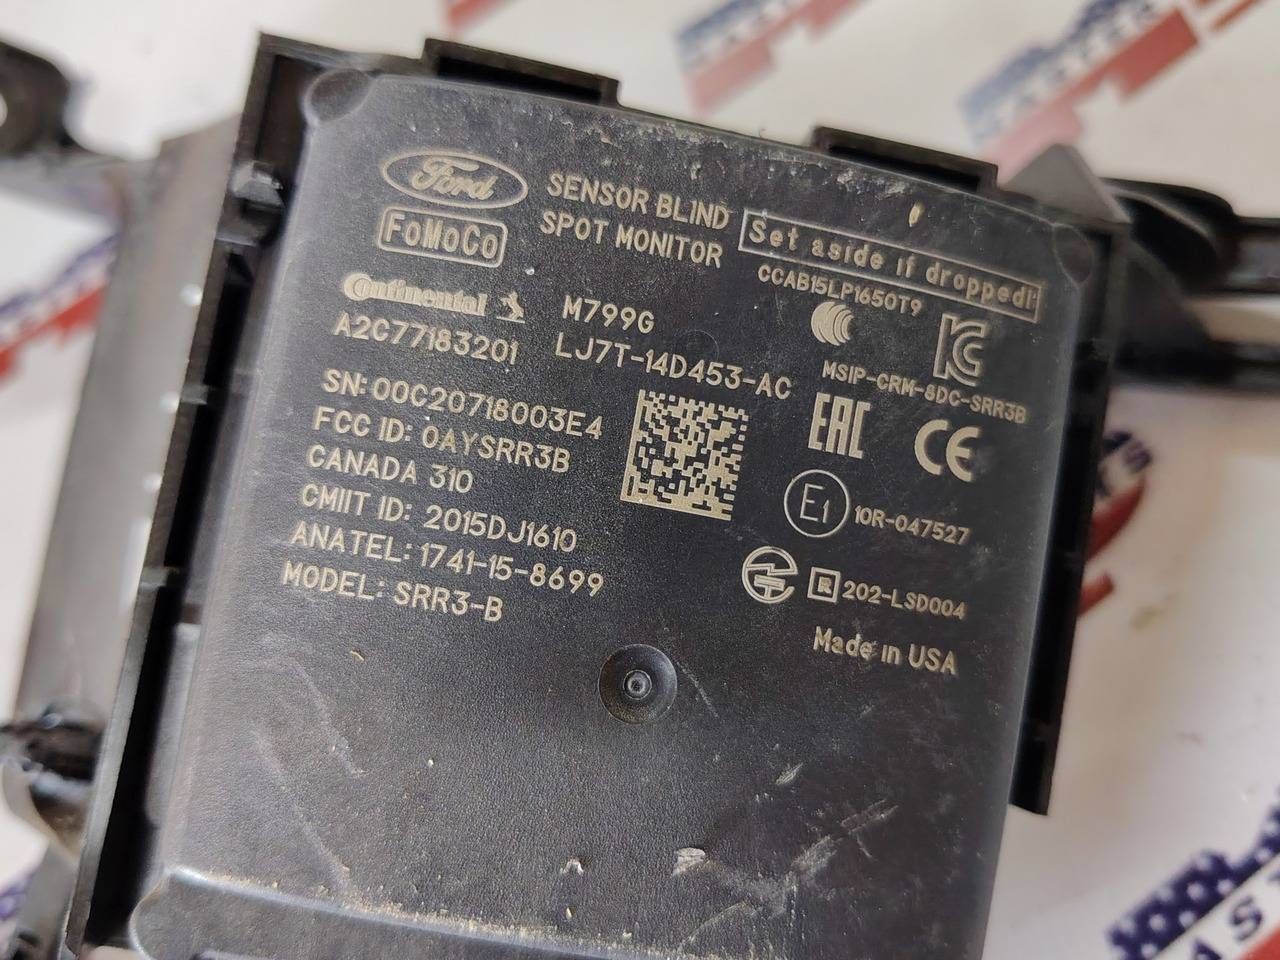 Ford
FoMoCo
SENSOR BLIND
SPOT MONITOR
Set aside if dropped!
CCAB15LP1650T9
Continental
A2C77183201
M799G
LJ7T-14D453-AC
MSIP-CRM-8DC-SRR3B
SN: 00C20718003E4
FCC ID: OAYSRR3B
CANADA 310
CMIIT ID: 2015DJ1610
ANATEL: 1741-15-8699
MODEL: SRR3-B
EAC
CE
E1 10R-047527
R 202-LSD004
Made in USA